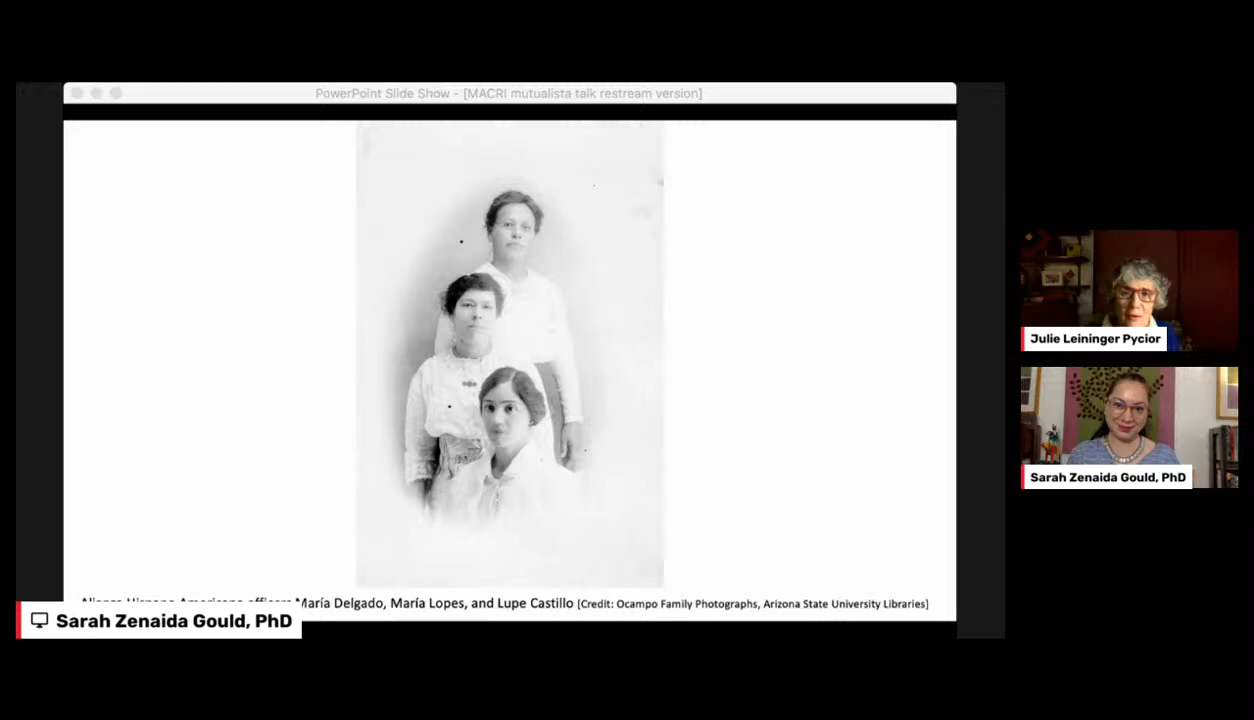 PowerPoint Slide Show - [MACRI mutualista talk restream version]
María Delgado, María Lopes, and Lupe Castillo [Credit: Ocampo Family Photographs, Arizona State University Libraries]
Sarah Zenaida Gould, PhD
Julie Leininger Pycior
Sarah Zenaida Gould, PhD